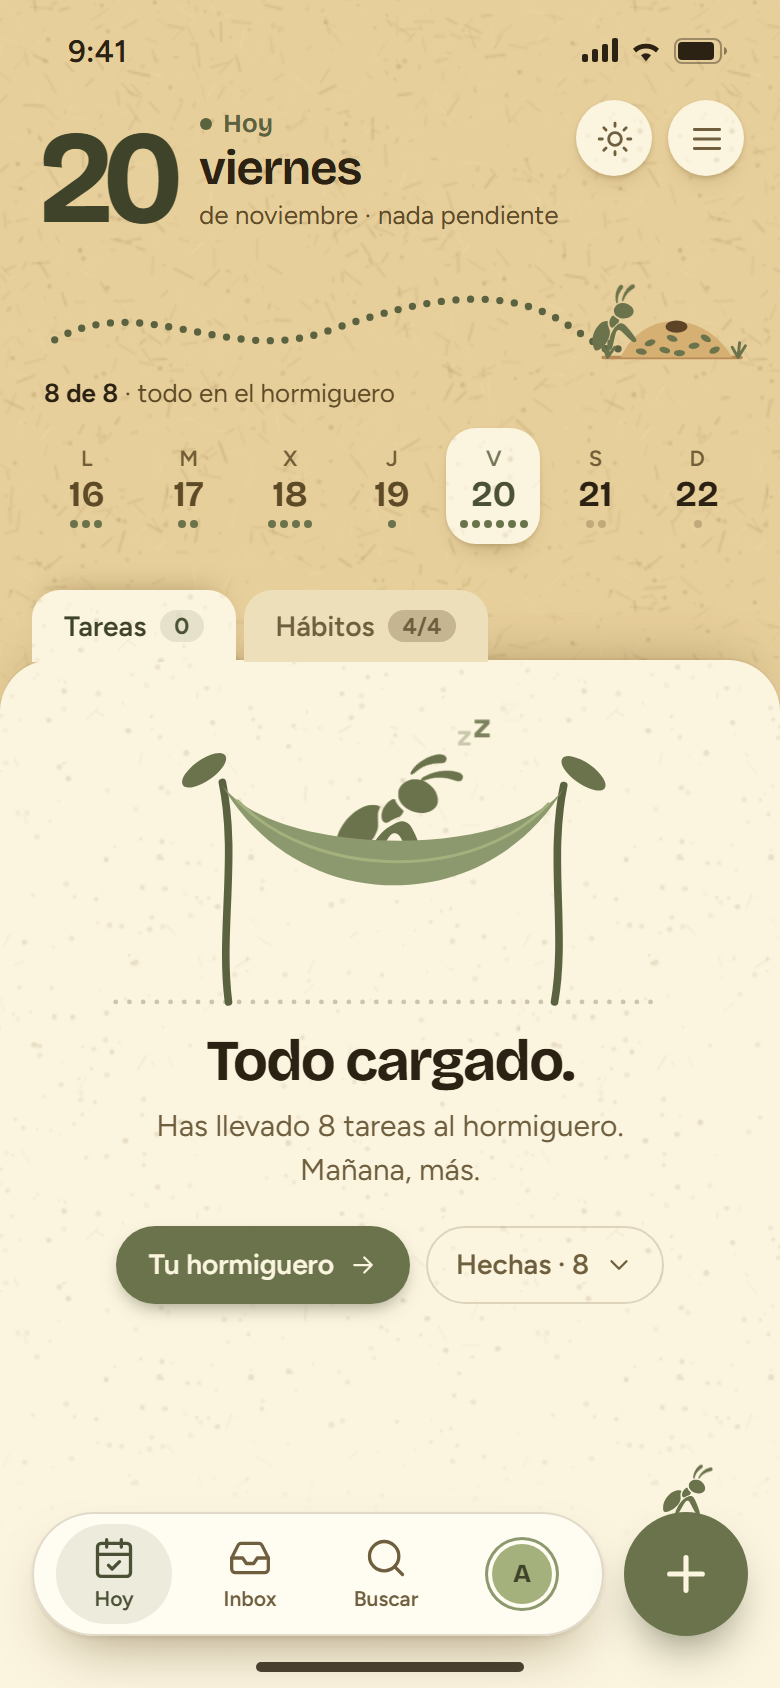 9:41
20
Hoy
viernes
de noviembre · nada pendiente
8 de 8 · todo en el hormiguero
L M X J V S D
16 17 18 19 20 21 22
Tareas 0 Hábitos 4/4
z z
Todo cargado.
Has llevado 8 tareas al hormiguero.
Mañana, más.
Tu hormiguero → Hechas · 8
A
Hoy Inbox Buscar